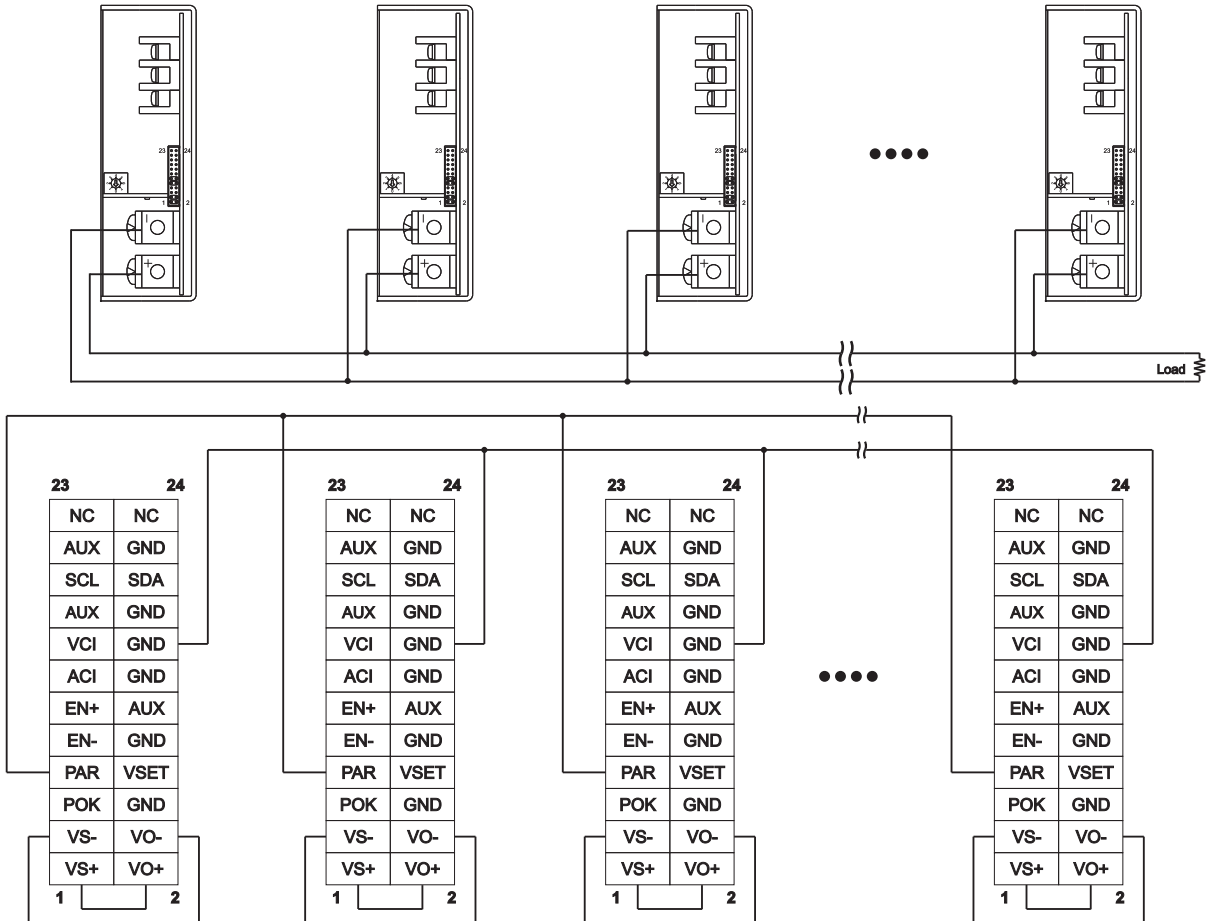 23 24 23 24 23 24 23 24
1 2 1 2 1 2 1 2
- - - -
+ + + +
Load
23 24 23 24 23 24 23 24
NC NC NC NC NC NC NC NC
AUX GND AUX GND AUX GND AUX GND
SCL SDA SCL SDA SCL SDA SCL SDA
AUX GND AUX GND AUX GND AUX GND
VCI GND VCI GND VCI GND VCI GND
ACI GND ACI GND ACI GND ACI GND
EN+ AUX EN+ AUX EN+ AUX EN+ AUX
EN- GND EN- GND EN- GND EN- GND
PAR VSET PAR VSET PAR VSET PAR VSET
POK GND POK GND POK GND POK GND
VS- VO- VS- VO- VS- VO- VS- VO-
VS+ VO+ VS+ VO+ VS+ VO+ VS+ VO+
1 2 1 2 1 2 1 2